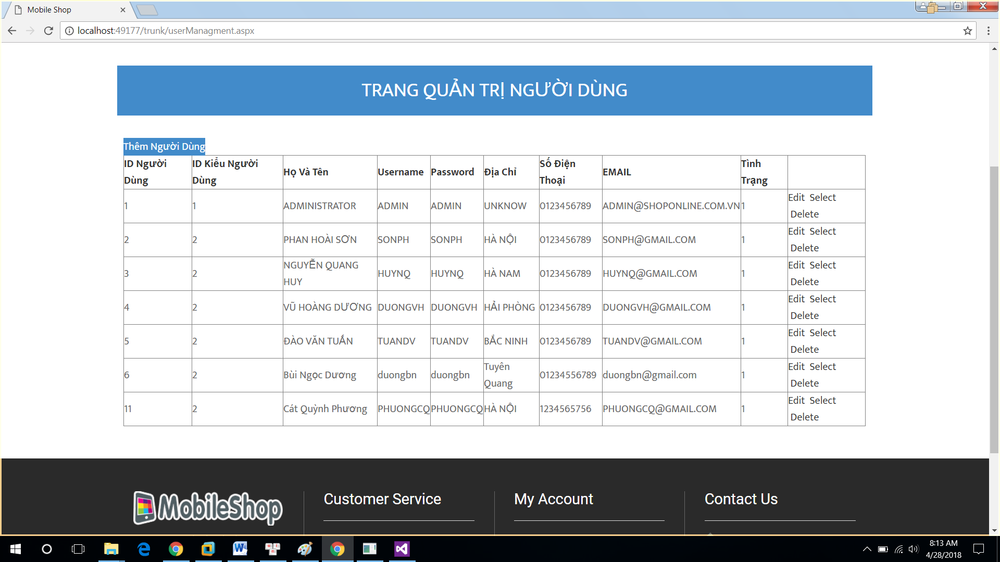 Mobile Shop
localhost:49177/trunk/userManagment.aspx
TRANG QUẢN TRỊ NGƯỜI DÙNG
Thêm Người Dùng
ID Người Dùng ID Kiểu Người Dùng Họ Và Tên Username Password Địa Chỉ Số Điện Thoại EMAIL Tình Trạng
1 1 ADMINISTRATOR ADMIN ADMIN UNKNOW 0123456789 ADMIN@SHOPONLINE.COM.VN 1 Edit Select Delete
2 2 PHAN HOÀI SƠN SONPH SONPH HÀ NỘI 0123456789 SONPH@GMAIL.COM 1 Edit Select Delete
3 2 NGUYỄN QUANG HUY HUYNQ HUYNQ HÀ NAM 0123456789 HUYNQ@GMAIL.COM 1 Edit Select Delete
4 2 VŨ HOÀNG DƯƠNG DUONGVH DUONGVH HẢI PHÒNG 0123456789 DUONGVH@GMAIL.COM 1 Edit Select Delete
5 2 ĐÀO VĂN TUẤN TUANDV TUANDV BẮC NINH 0123456789 TUANDV@GMAIL.COM 1 Edit Select Delete
6 2 Bùi Ngọc Dương duongbn duongbn Tuyên Quang 01234556789 duongbn@gmail.com 1 Edit Select Delete
11 2 Cát Quỳnh Phương PHUONGCQ PHUONGCQ HÀ NỘI 1234565756 PHUONGCQ@GMAIL.COM 1 Edit Select Delete
MobileShop
Customer Service
My Account
Contact Us
8:13 AM
4/28/2018